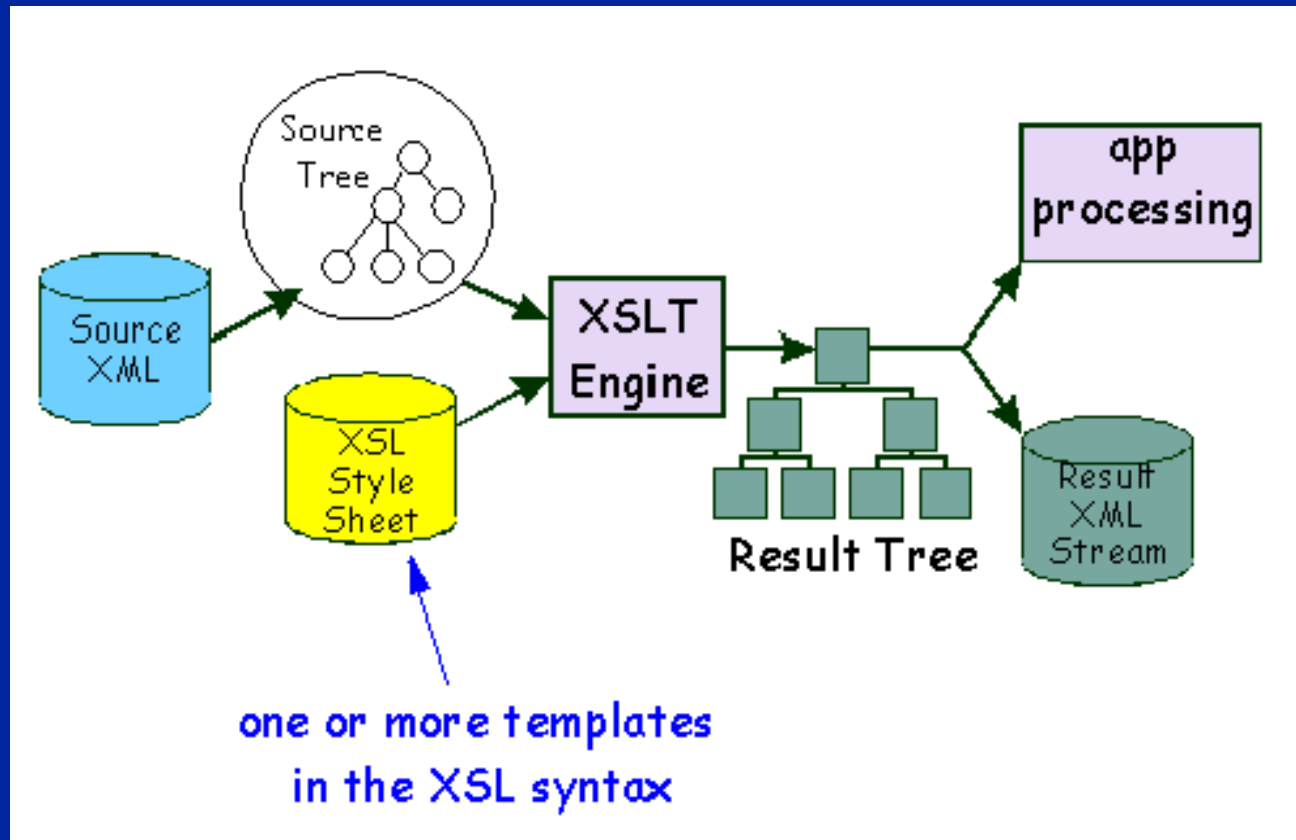 Source
Tree
Source
XML
XSL
Style
Sheet
XSLT
Engine
Result Tree
app
processing
Result
XML
Stream
one or more templates
in the XSL syntax